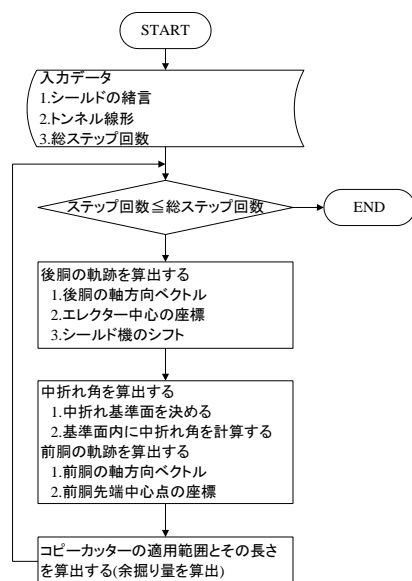 START
入力データ
1.シールドの緒言
2.トンネル線形
3.総ステップ回数
ステップ回数≦総ステップ回数
END
後胴の軌跡を算出する
1.後胴の軸方向ベクトル
2.エレクター中心の座標
3.シールド機のシフト
中折れ角を算出する
1.中折れ基準面を決める
2.基準面内に中折れ角を計算する
前胴の軌跡を算出する
1.前胴の軸方向ベクトル
2.前胴先端中心点の座標
コピーカッターの適用範囲とその長さ
を算出する(余掘り量を算出)